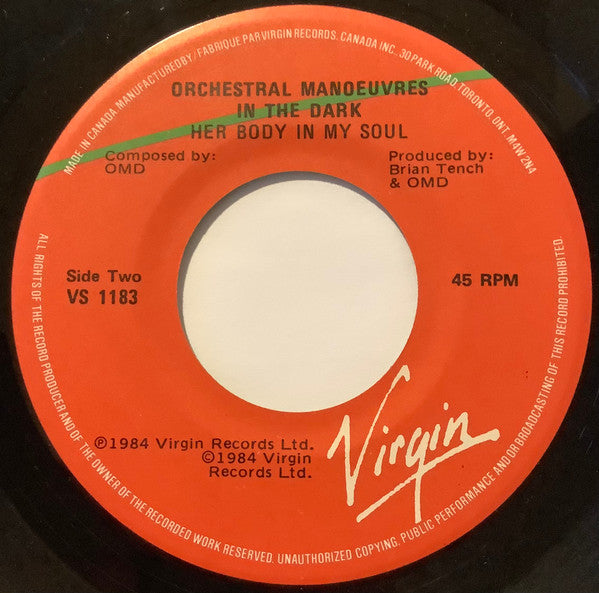 MADE IN CANADA. MANUFACTURED BY / FABRIQUE PAR VIRGIN RECORDS, CANADA INC., 30 PARK ROAD, TORONTO, ONT. M4W 2N4
ORCHESTRAL MANOEUVRES
IN THE DARK
HER BODY IN MY SOUL
Composed by:
OMD
Produced by:
Brian Tench
& OMD
Side Two
VS 1183
45 RPM
℗1984 Virgin Records Ltd.
©1984 Virgin
Records Ltd.
Virgin
ALL RIGHTS OF THE RECORD PRODUCER AND OF THE OWNER OF THE RECORDED WORK RESERVED. UNAUTHORIZED COPYING, PUBLIC PERFORMANCE AND/OR BROADCASTING OF THIS RECORD PROHIBITED.